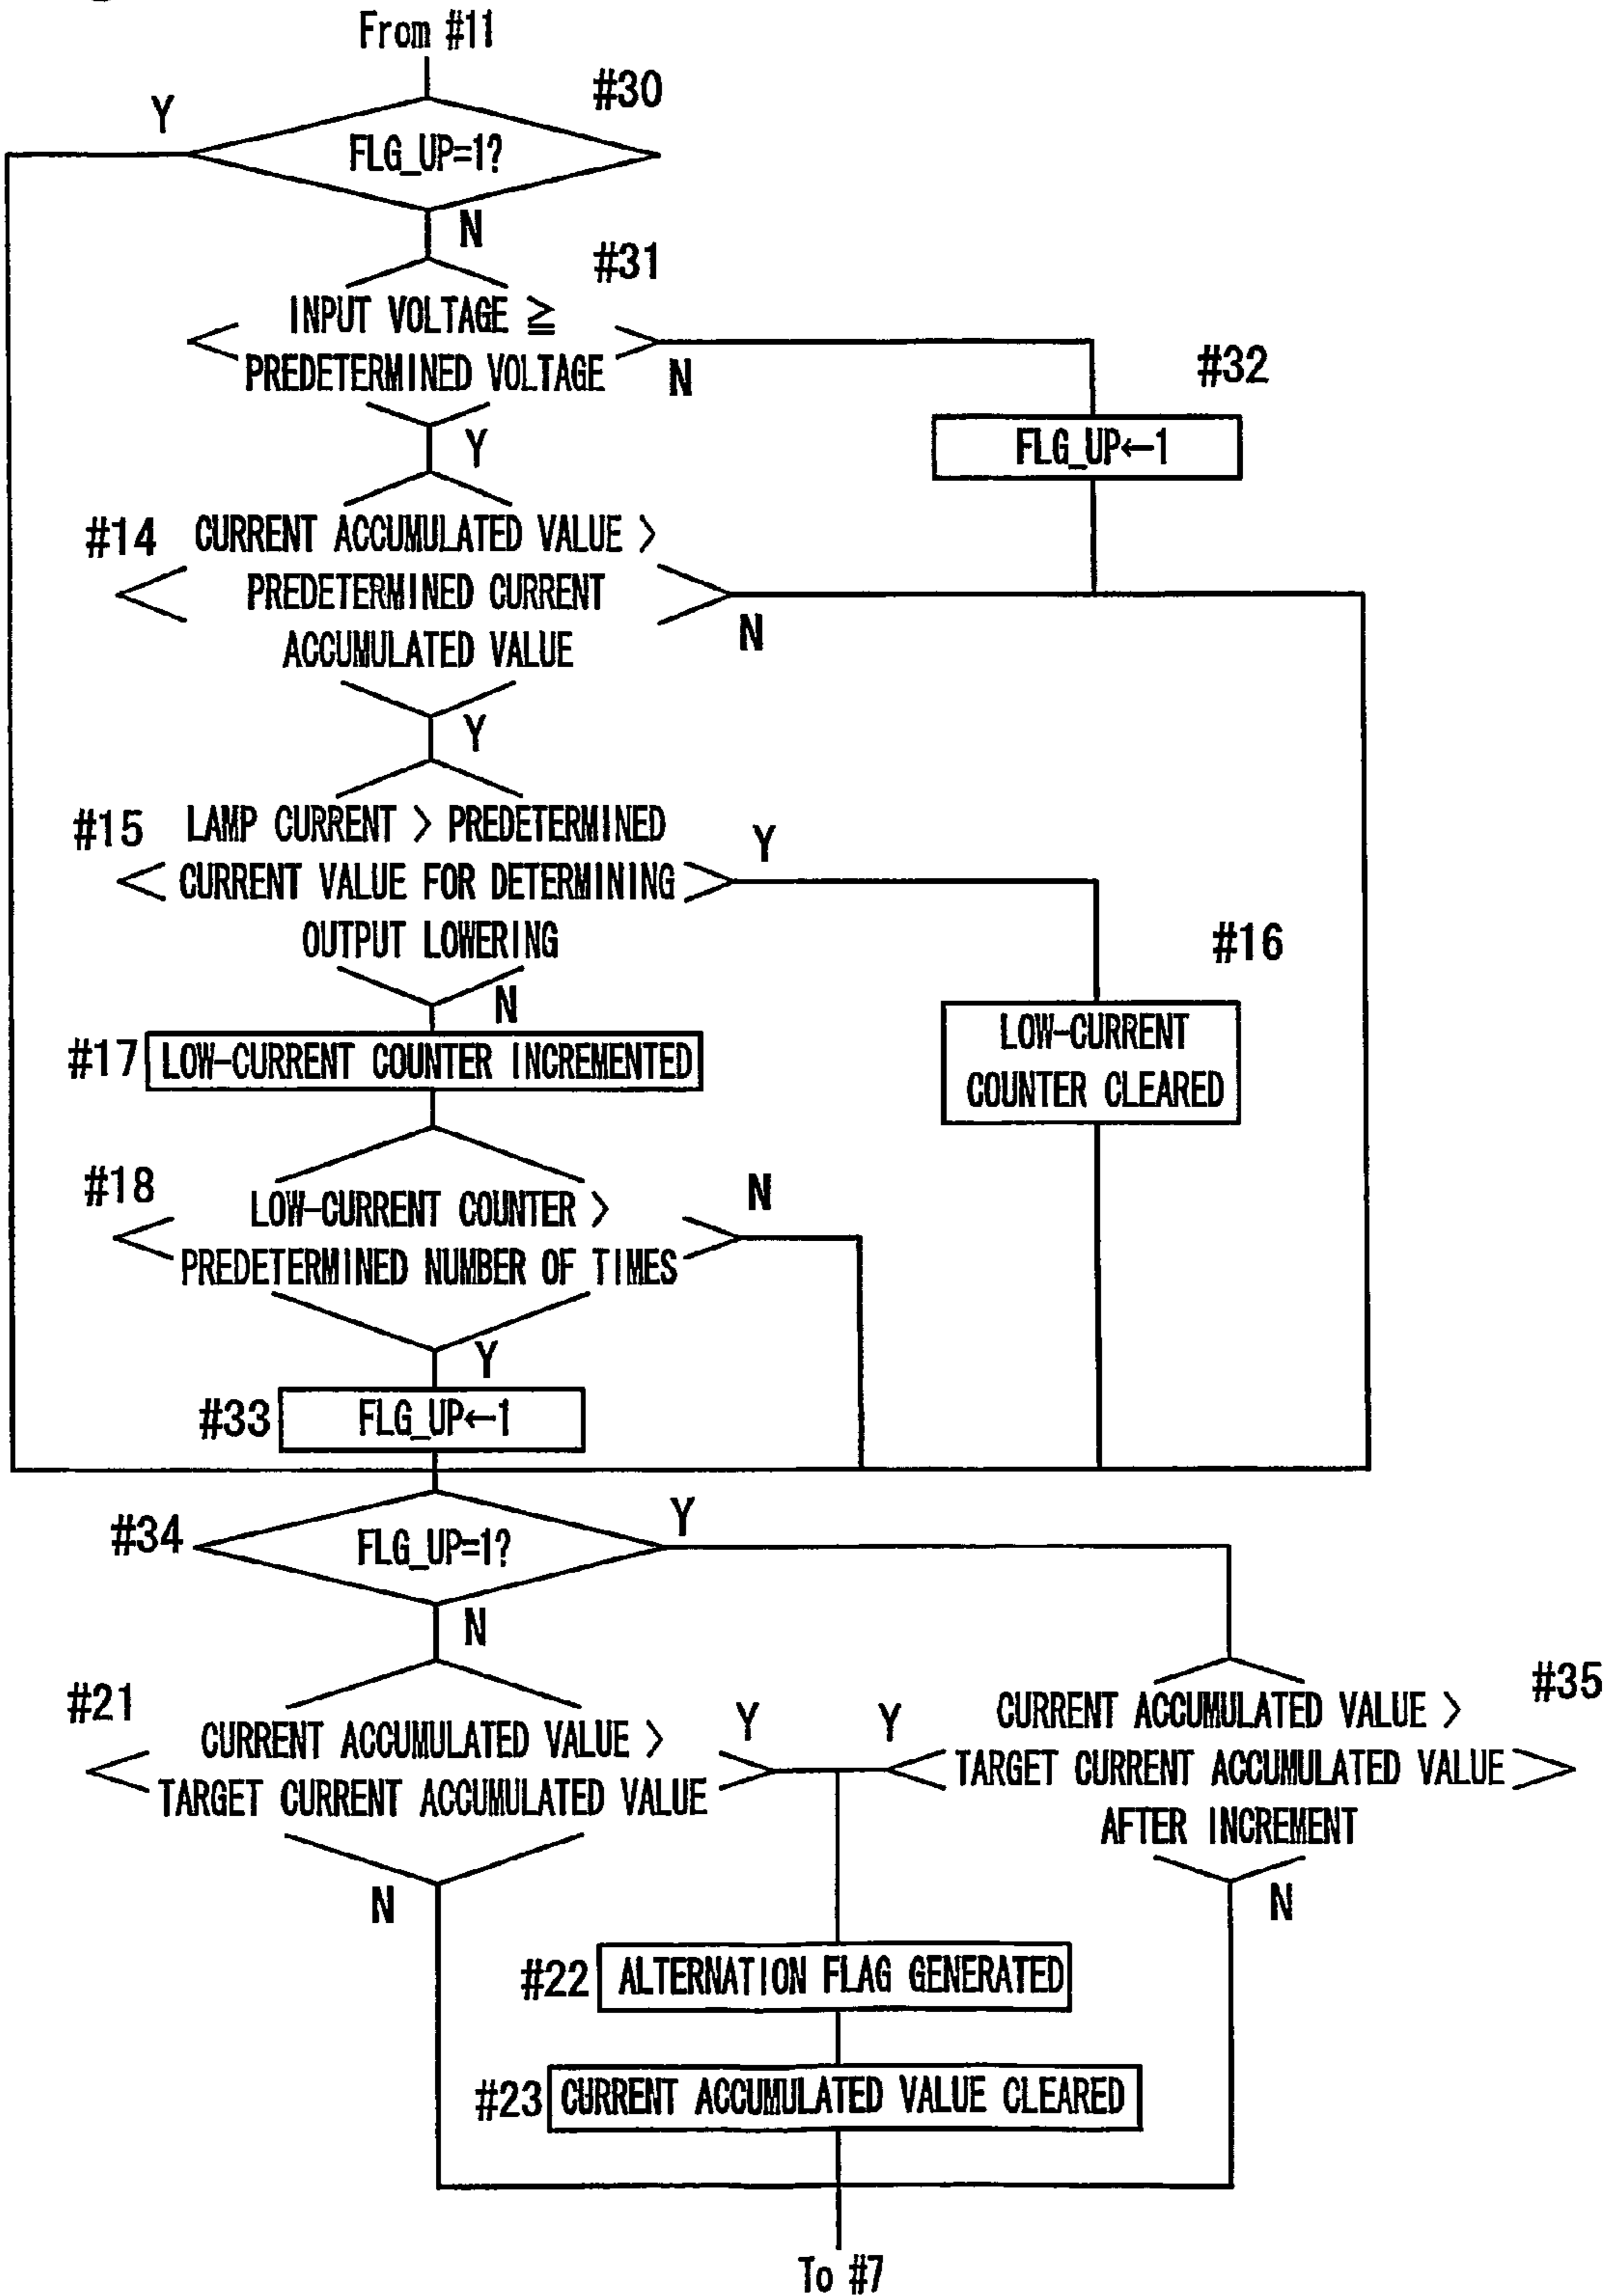 From #11
#30
Y
FLG_UP=1?
N
#31
INPUT VOLTAGE ≧
PREDETERMINED VOLTAGE
N
#32
Y
FLG_UP←1
#14
CURRENT ACCUMULATED VALUE >
PREDETERMINED CURRENT
ACCUMULATED VALUE
N
Y
#15
LAMP CURRENT > PREDETERMINED
CURRENT VALUE FOR DETERMINING
OUTPUT LOWERING
Y
#16
N
LOW-CURRENT
COUNTER CLEARED
#17
LOW-CURRENT COUNTER INCREMENTED
#18
LOW-CURRENT COUNTER >
PREDETERMINED NUMBER OF TIMES
N
Y
#33
FLG_UP←1
#34
FLG_UP=1?
Y
N
#21
CURRENT ACCUMULATED VALUE >
TARGET CURRENT ACCUMULATED VALUE
Y
Y
#35
CURRENT ACCUMULATED VALUE >
TARGET CURRENT ACCUMULATED VALUE
AFTER INCREMENT
N
N
#22
ALTERNATION FLAG GENERATED
#23
CURRENT ACCUMULATED VALUE CLEARED
To #7